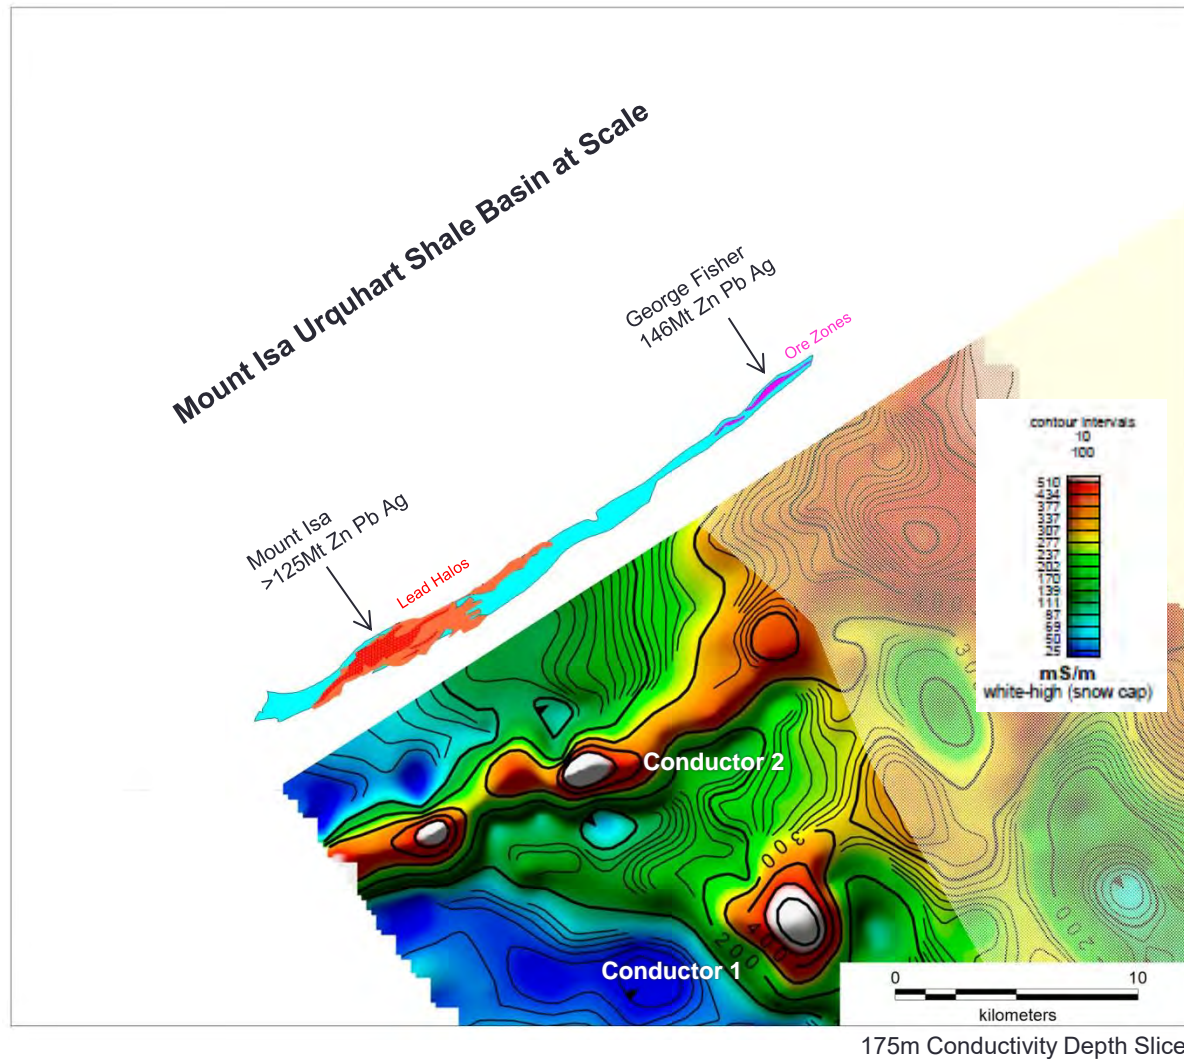 Mount Isa Urquhart Shale Basin at Scale
George Fisher
146Mt Zn Pb Ag
Ore Zones
Mount Isa
>125Mt Zn Pb Ag
Lead Halos
contour intervals
10
100
510
434
377
337
307
277
237
202
170
139
111
87
69
50
25
mS/m
white-high (snow cap)
Conductor 2
300
400
200
Conductor 1
0 10
kilometers
175m Conductivity Depth Slice